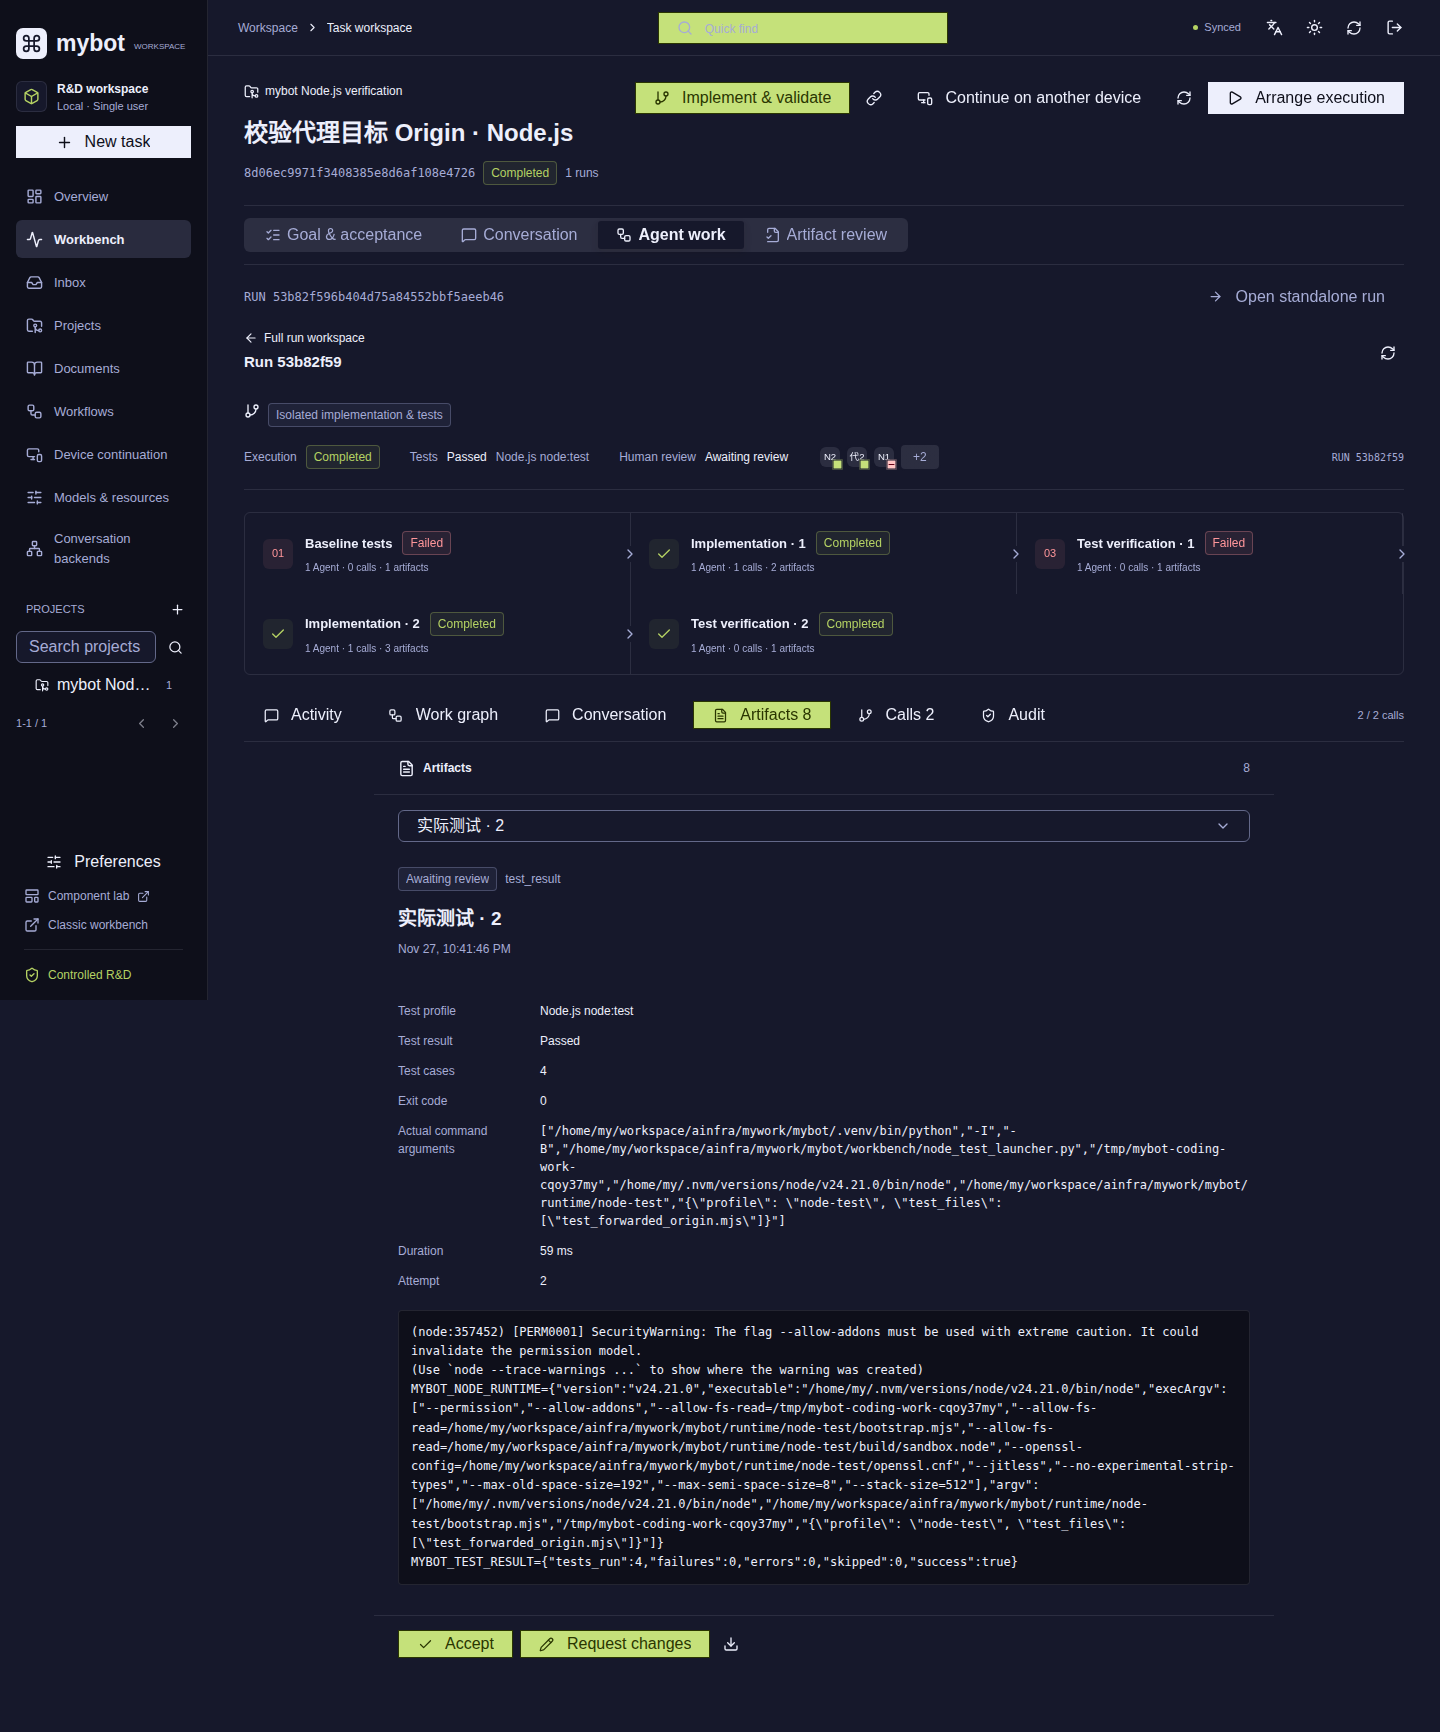 mybot WORKSPACE
Workspace > Task workspace
Quick find
Synced
R&D workspace
Local · Single user
New task
Overview
Workbench
Inbox
Projects
Documents
Workflows
Device continuation
Models & resources
Conversation
backends
PROJECTS
Search projects
mybot Nod… 1
1-1 / 1
Preferences
Component lab
Classic workbench
Controlled R&D
mybot Node.js verification
Implement & validate
Continue on another device
Arrange execution
校验代理目标 Origin · Node.js
8d06ec9971f3408385e8d6af108e4726 Completed 1 runs
Goal & acceptance
Conversation
Agent work
Artifact review
RUN 53b82f596b404d75a84552bbf5aeeb46
Open standalone run
Full run workspace
Run 53b82f59
Isolated implementation & tests
Execution Completed Tests Passed Node.js node:test Human review Awaiting review N2 代2 N1 +2 RUN 53b82f59
01 Baseline tests Failed
1 Agent · 0 calls · 1 artifacts
Implementation · 1 Completed
1 Agent · 1 calls · 2 artifacts
03 Test verification · 1 Failed
1 Agent · 0 calls · 1 artifacts
Implementation · 2 Completed
1 Agent · 1 calls · 3 artifacts
Test verification · 2 Completed
1 Agent · 0 calls · 1 artifacts
Activity
Work graph
Conversation
Artifacts 8
Calls 2
Audit
2 / 2 calls
Artifacts 8
实际测试 · 2
Awaiting review test_result
实际测试 · 2
Nov 27, 10:41:46 PM
Test profile Node.js node:test
Test result Passed
Test cases 4
Exit code 0
Actual command
arguments
["/home/my/workspace/ainfra/mywork/mybot/.venv/bin/python","-I","-
B","/home/my/workspace/ainfra/mywork/mybot/workbench/node_test_launcher.py","/tmp/mybot-coding-
work-
cqoy37my","/home/my/.nvm/versions/node/v24.21.0/bin/node","/home/my/workspace/ainfra/mywork/mybot/
runtime/node-test","{\"profile\": \"node-test\", \"test_files\":
[\"test_forwarded_origin.mjs\"]}"]
Duration 59 ms
Attempt 2
(node:357452) [PERM0001] SecurityWarning: The flag --allow-addons must be used with extreme caution. It could
invalidate the permission model.
(Use `node --trace-warnings ...` to show where the warning was created)
MYBOT_NODE_RUNTIME={"version":"v24.21.0","executable":"/home/my/.nvm/versions/node/v24.21.0/bin/node","execArgv":
["--permission","--allow-addons","--allow-fs-read=/tmp/mybot-coding-work-cqoy37my","--allow-fs-
read=/home/my/workspace/ainfra/mywork/mybot/runtime/node-test/bootstrap.mjs","--allow-fs-
read=/home/my/workspace/ainfra/mywork/mybot/runtime/node-test/build/sandbox.node","--openssl-
config=/home/my/workspace/ainfra/mywork/mybot/runtime/node-test/openssl.cnf","--jitless","--no-experimental-strip-
types","--max-old-space-size=192","--max-semi-space-size=8","--stack-size=512"],"argv":
["/home/my/.nvm/versions/node/v24.21.0/bin/node","/home/my/workspace/ainfra/mywork/mybot/runtime/node-
test/bootstrap.mjs","/tmp/mybot-coding-work-cqoy37my","{\"profile\": \"node-test\", \"test_files\":
[\"test_forwarded_origin.mjs\"]}"]}
MYBOT_TEST_RESULT={"tests_run":4,"failures":0,"errors":0,"skipped":0,"success":true}
Accept
Request changes